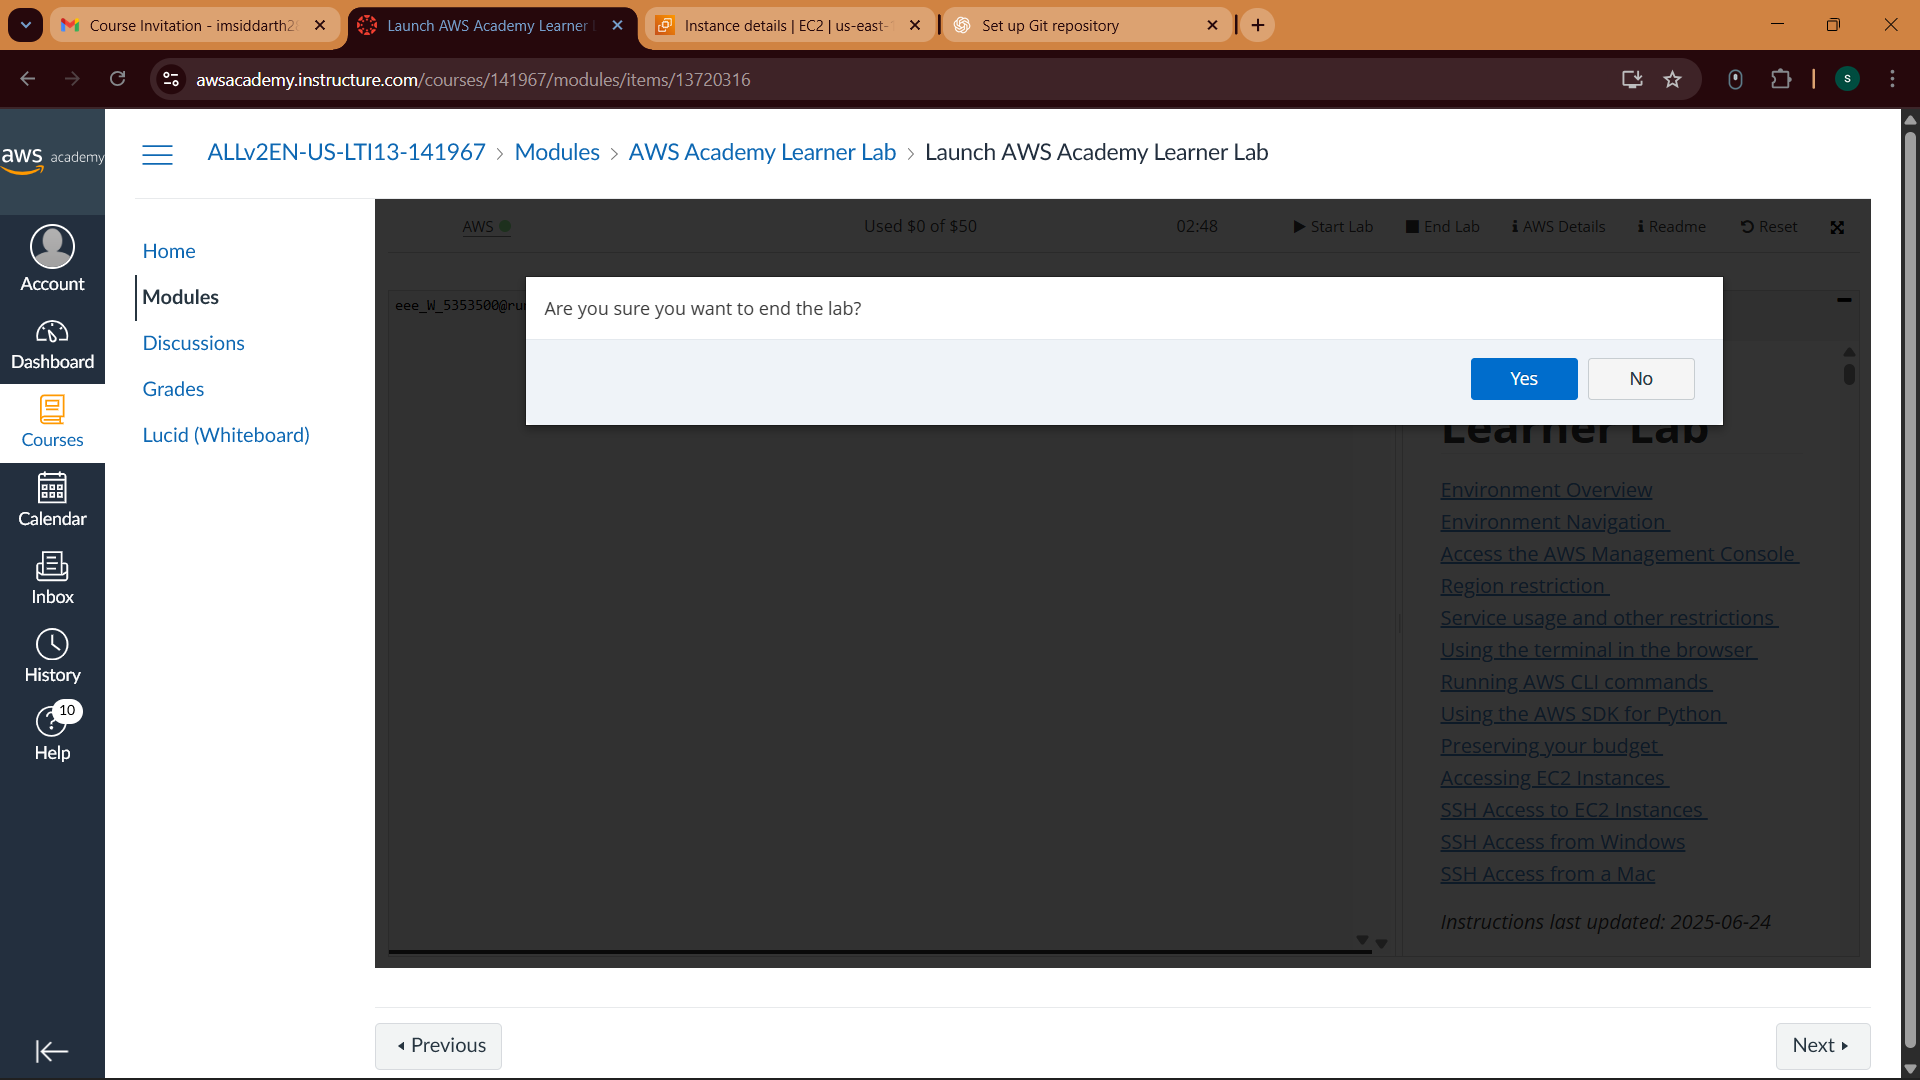 Course Invitation - imsiddarth28
Launch AWS Academy Learner L
Instance details | EC2 | us-east-1
Set up Git repository
awsacademy.instructure.com/courses/141967/modules/items/13720316
S
aws academy
ALLv2EN-US-LTI13-141967 › Modules › AWS Academy Learner Lab › Launch AWS Academy Learner Lab
Account
Dashboard
Courses
Calendar
Inbox
History
10
Help
Home
Modules
Discussions
Grades
Lucid (Whiteboard)
AWS
Used $0 of $50
02:48
Start Lab
End Lab
AWS Details
Readme
Reset
eee_W_5353500@run
Are you sure you want to end the lab?
Yes
No
Learner Lab
Environment Overview
Environment Navigation
Access the AWS Management Console
Region restriction
Service usage and other restrictions
Using the terminal in the browser
Running AWS CLI commands
Using the AWS SDK for Python
Preserving your budget
Accessing EC2 Instances
SSH Access to EC2 Instances
SSH Access from Windows
SSH Access from a Mac
Instructions last updated: 2025-06-24
Previous
Next